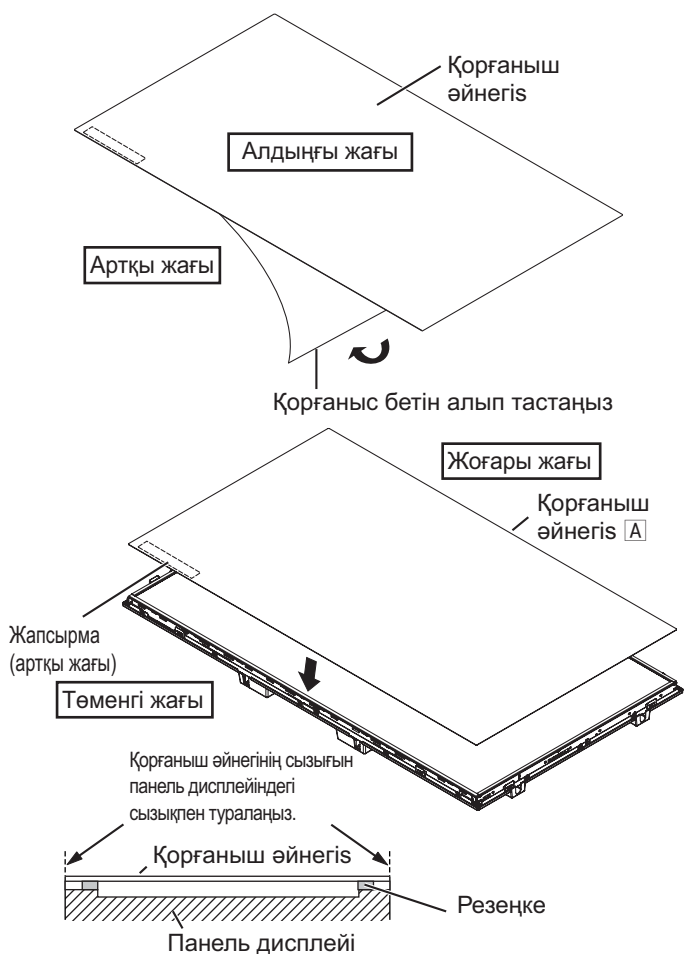 Қорғаныш
әйнегіs
Алдыңғы жағы
Артқы жағы
Қорғаныс бетін алып тастаңыз
Жоғары жағы
Қорғаныш
әйнегіs A
Жапсырма
(артқы жағы)
Төменгі жағы
Қорғаныш әйнегінің сызығын
панель дисплейіндегі
сызықпен туралаңыз.
Қорғаныш әйнегіs
Резеңке
Панель дисплейі